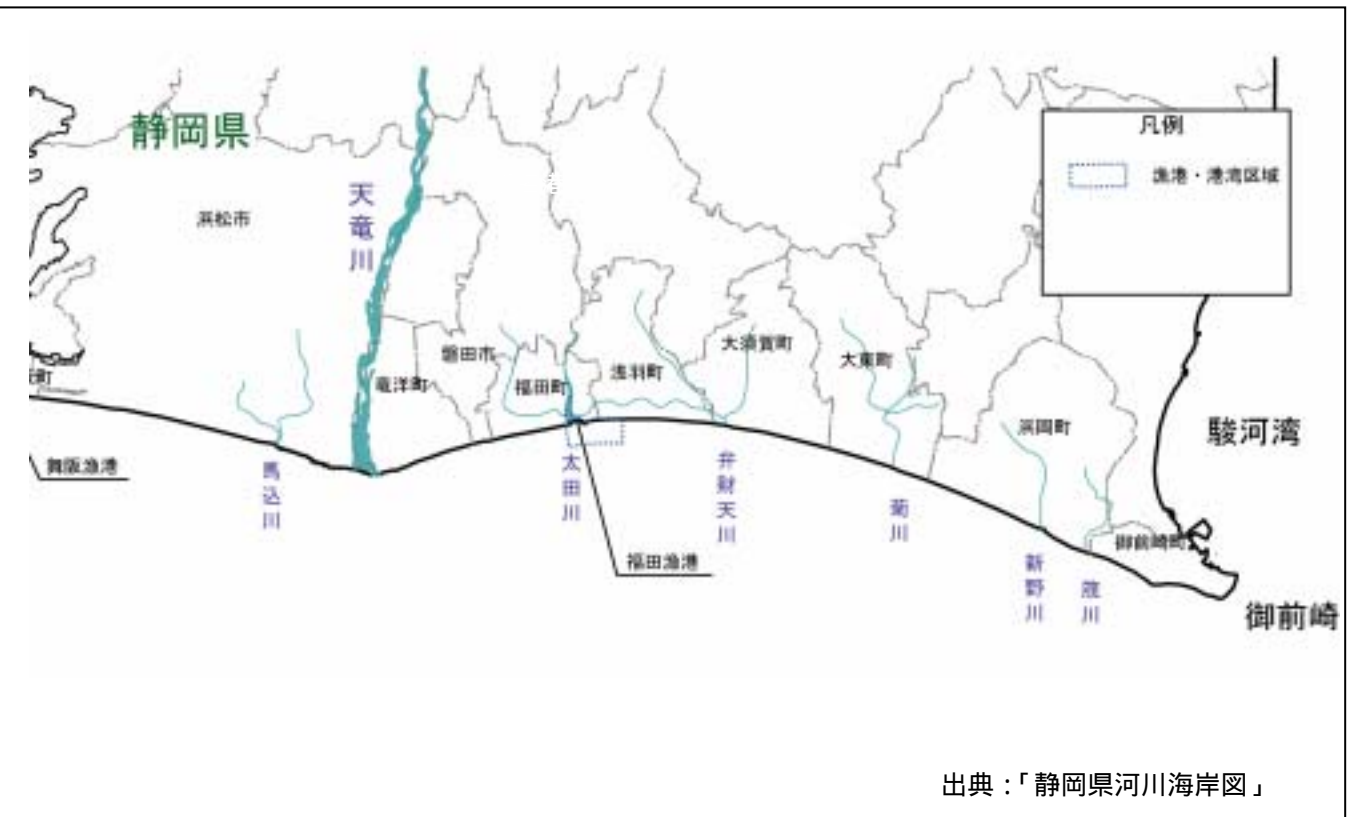 静岡県
凡例
漁港・港湾区域
浜松市
天竜川
磐田市
竜洋町
福田町
浅羽町
大須賀町
大東町
浜岡町
駿河湾
舞阪漁港
馬込川
太田川
弁財天川
菊川
福田漁港
新野川
御前崎町
御前崎
出典：「静岡県河川海岸図」